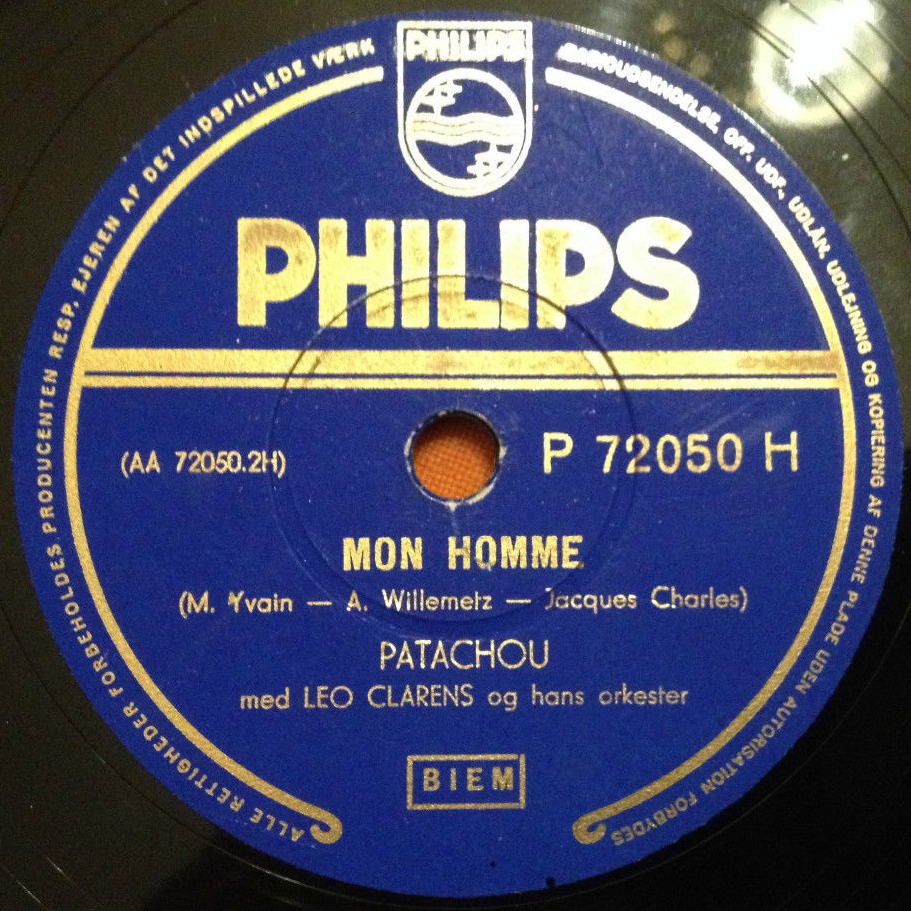 PHILIPS
ALLE RETTIGHEDER FORBEHOLDES PRODUCENTEN RESP. EJEREN AF DET INDSPILLEDE VÆRK
RADIOUDSENDELSE, OFF. UDF., UDLÅN, UDLEJNING OG KOPIERING AF DENNE PLADE UDEN AUTORISATION FORBYDES
PHILIPS
(AA 72050.2H)
P 72050 H
MON HOMME
(M. Yvain — A. Willemetz — Jacques Charles)
PATACHOU
med LEO CLARENS og hans orkester
BIEM